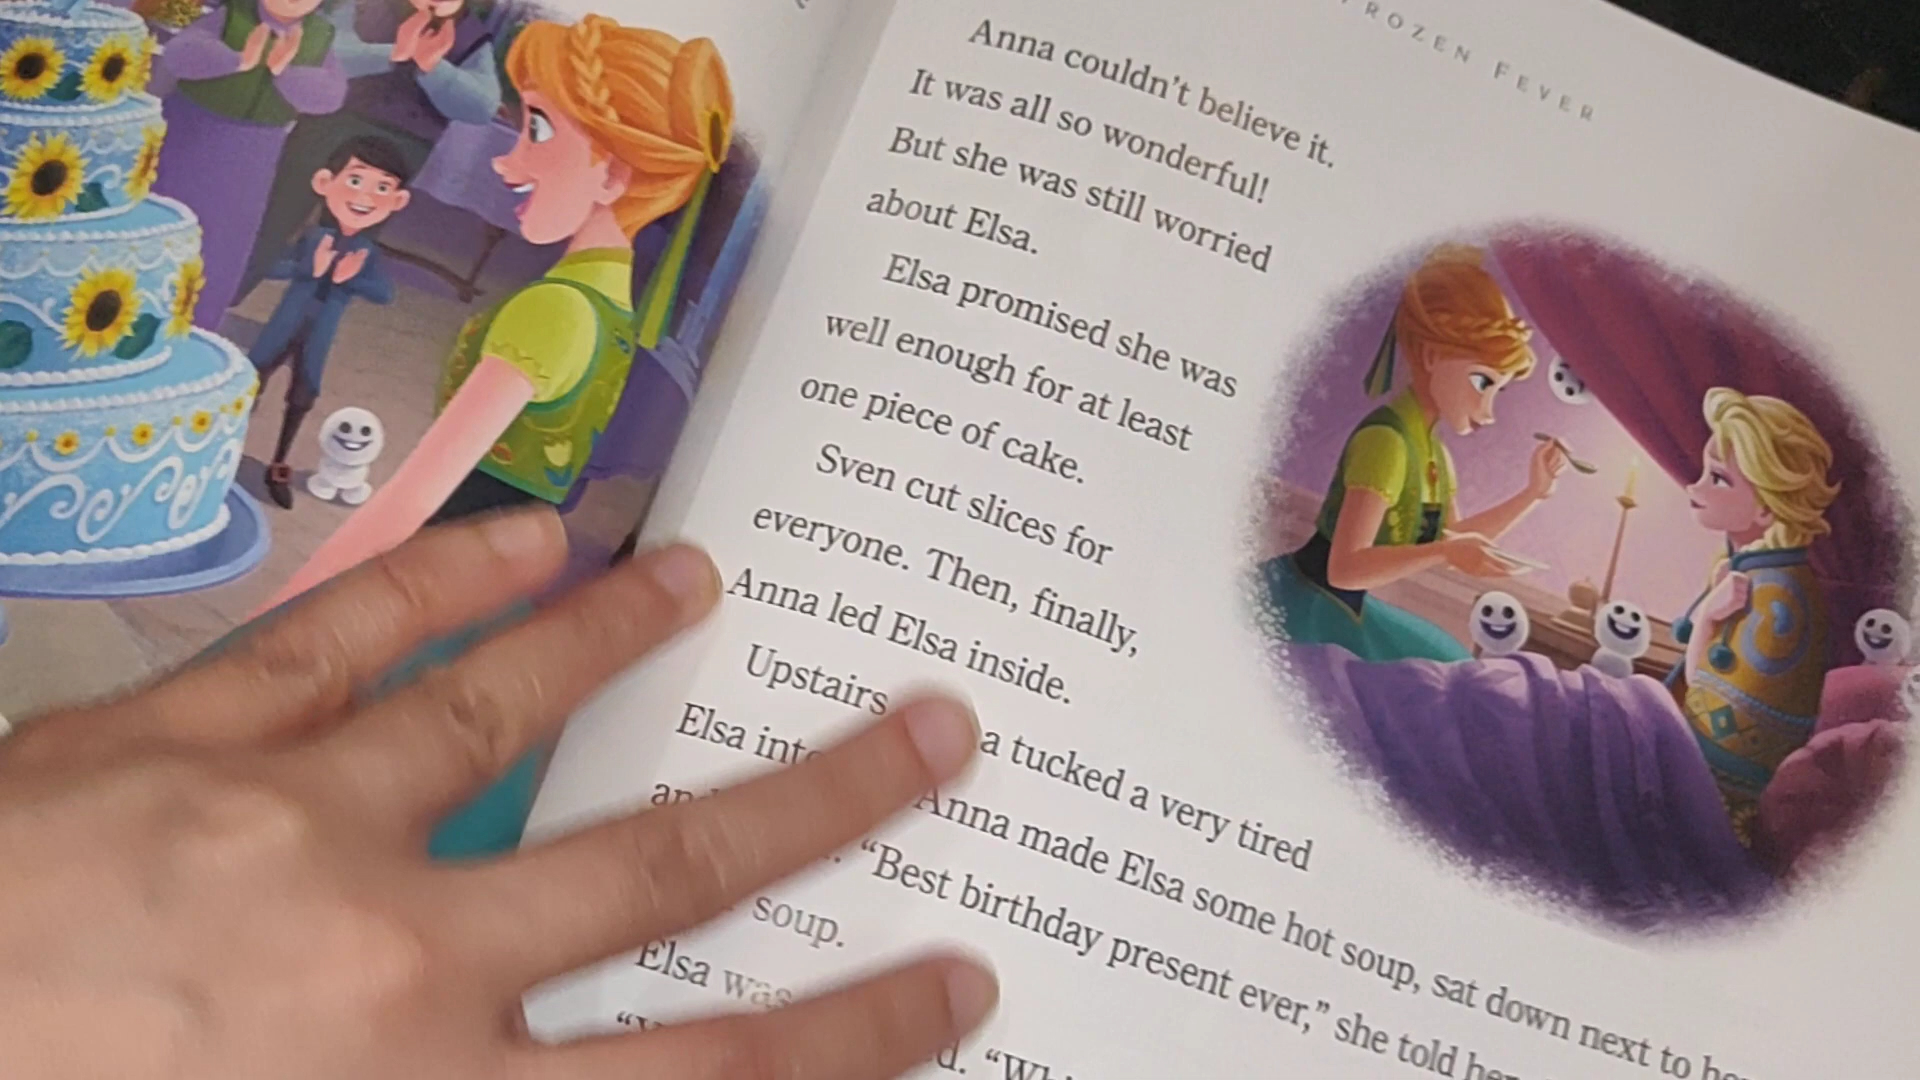 FROZEN FEVER
Anna couldn't believe it.
It was all so wonderful!
But she was still worried
about Elsa.
Elsa promised she was
well enough for at least
one piece of cake.
Sven cut slices for
everyone. Then, finally,
Anna led Elsa inside.
Upstairs a tucked a very tired
Elsa into
Anna made Elsa some hot soup, sat down next to
“Best birthday present ever,” she told
soup.
Elsa was